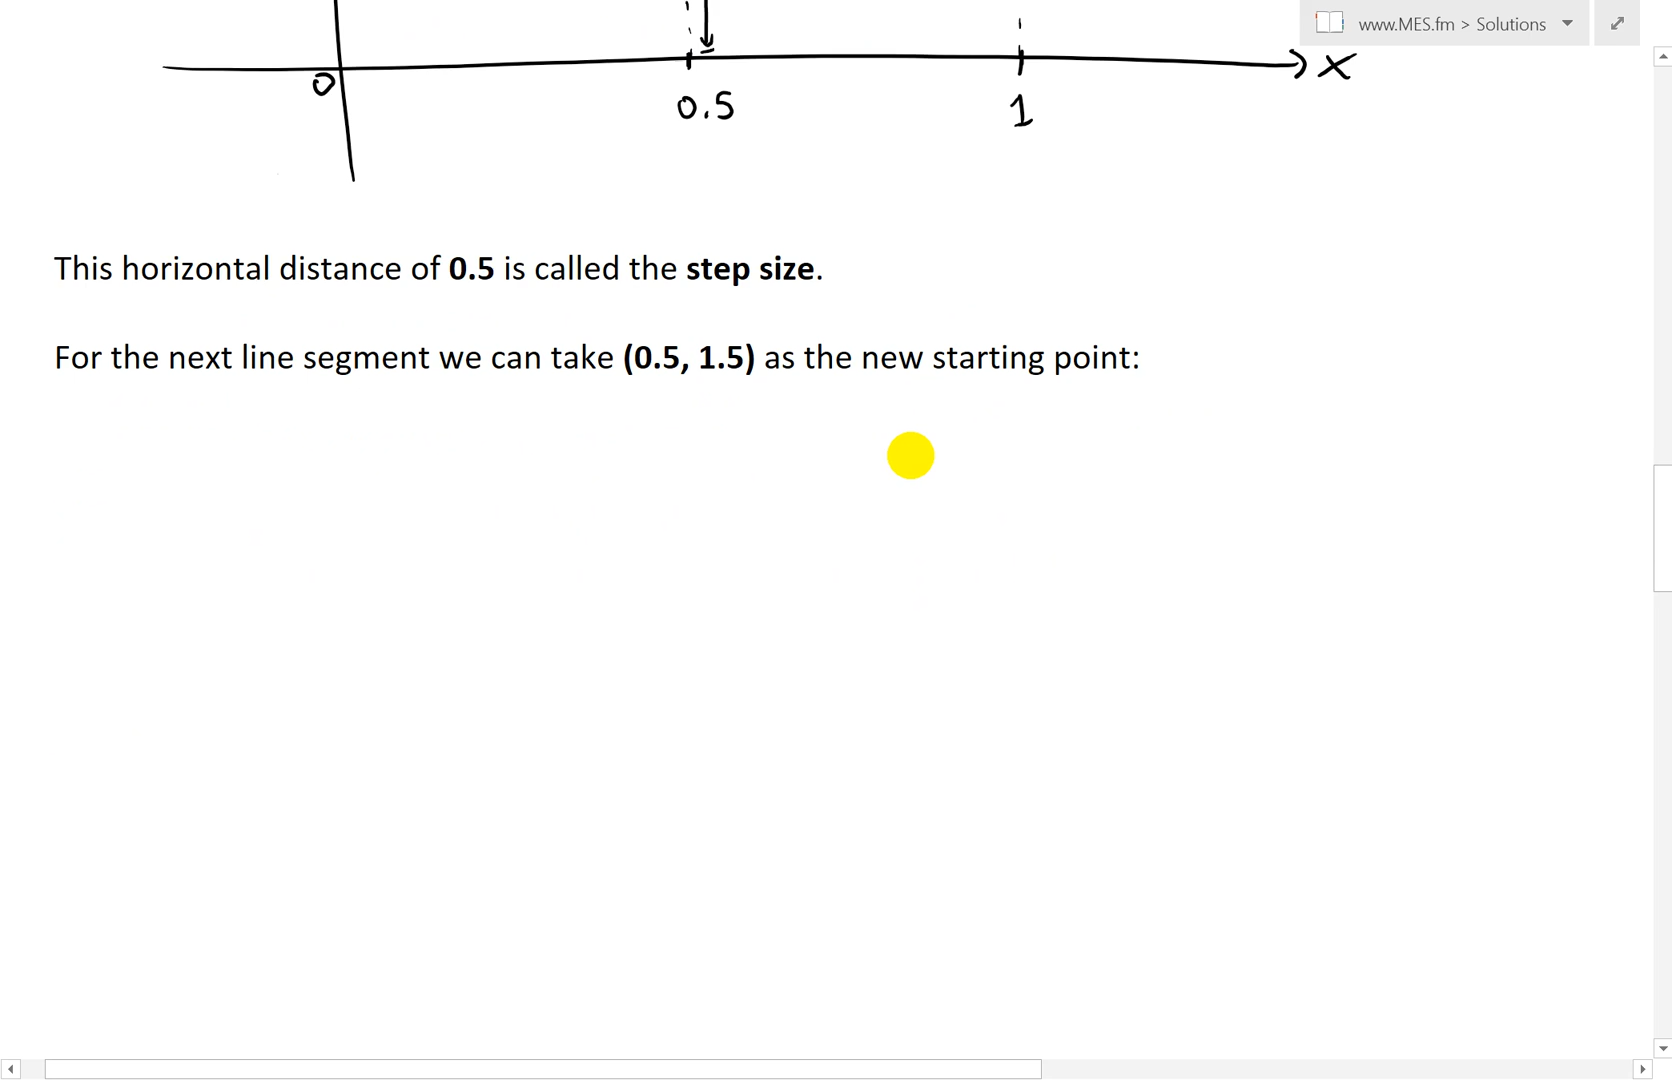 www.MES.fm > Solutions
0
x
0.5
1
This horizontal distance of 0.5 is called the step size.
For the next line segment we can take (0.5, 1.5) as the new starting point: